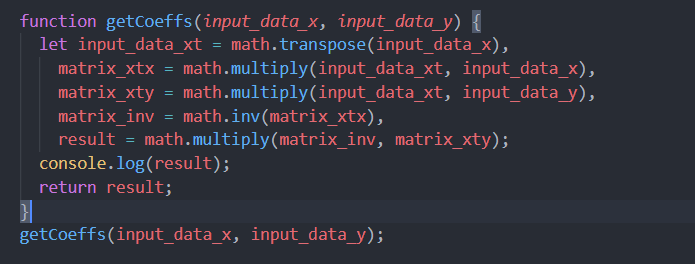 function getCoeffs(input_data_x, input_data_y) {
  let input_data_xt = math.transpose(input_data_x),
    matrix_xtx = math.multiply(input_data_xt, input_data_x),
    matrix_xty = math.multiply(input_data_xt, input_data_y),
    matrix_inv = math.inv(matrix_xtx),
    result = math.multiply(matrix_inv, matrix_xty);
  console.log(result);
  return result;
}
getCoeffs(input_data_x, input_data_y);